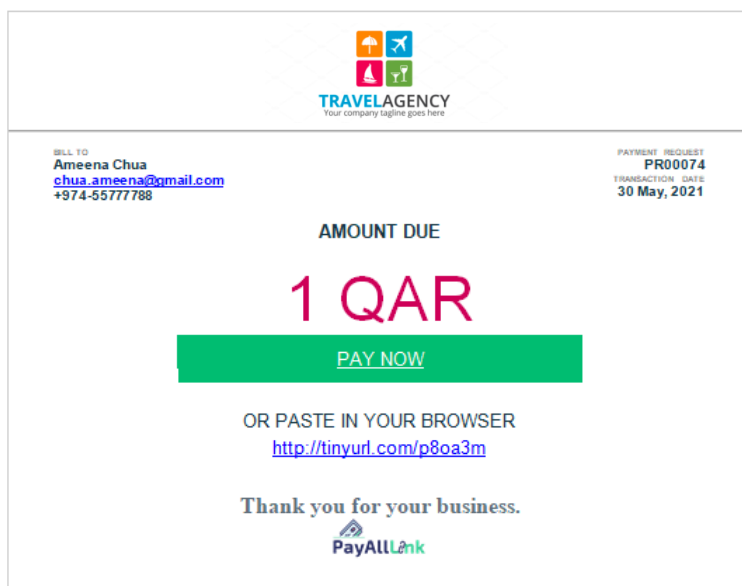 TRAVELAGENCY
Your company tagline goes here
BILL TO
Ameena Chua
chua.ameena@gmail.com
+974-55777788
PAYMENT REQUEST
PR00074
TRANSACTION DATE
30 May, 2021
AMOUNT DUE
1 QAR
PAY NOW
OR PASTE IN YOUR BROWSER
http://tinyurl.com/p8oa3m
Thank you for your business.
PayAllLink